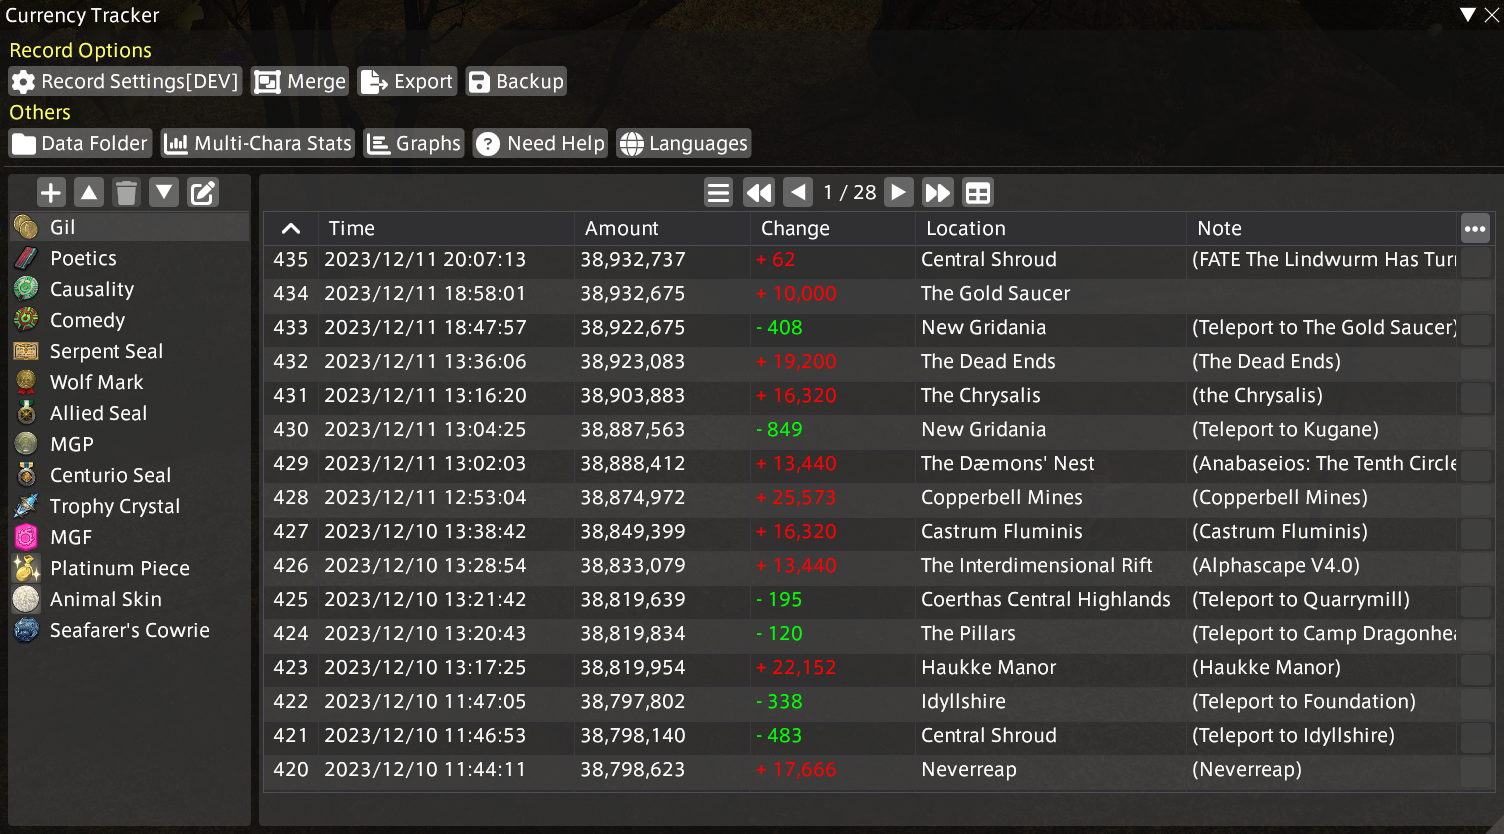 Currency Tracker
Record Options
Record Settings[DEV] Merge Export Backup
Others
Data Folder Multi-Chara Stats Graphs Need Help Languages
1 / 28
Gil
Poetics
Causality
Comedy
Serpent Seal
Wolf Mark
Allied Seal
MGP
Centurio Seal
Trophy Crystal
MGF
Platinum Piece
Animal Skin
Seafarer's Cowrie
Time Amount Change Location Note
435 2023/12/11 20:07:13 38,932,737 + 62 Central Shroud (FATE The Lindwurm Has Turn
434 2023/12/11 18:58:01 38,932,675 + 10,000 The Gold Saucer
433 2023/12/11 18:47:57 38,922,675 - 408 New Gridania (Teleport to The Gold Saucer)
432 2023/12/11 13:36:06 38,923,083 + 19,200 The Dead Ends (The Dead Ends)
431 2023/12/11 13:16:20 38,903,883 + 16,320 The Chrysalis (the Chrysalis)
430 2023/12/11 13:04:25 38,887,563 - 849 New Gridania (Teleport to Kugane)
429 2023/12/11 13:02:03 38,888,412 + 13,440 The Dæmons' Nest (Anabaseios: The Tenth Circle
428 2023/12/11 12:53:04 38,874,972 + 25,573 Copperbell Mines (Copperbell Mines)
427 2023/12/10 13:38:42 38,849,399 + 16,320 Castrum Fluminis (Castrum Fluminis)
426 2023/12/10 13:28:54 38,833,079 + 13,440 The Interdimensional Rift (Alphascape V4.0)
425 2023/12/10 13:21:42 38,819,639 - 195 Coerthas Central Highlands (Teleport to Quarrymill)
424 2023/12/10 13:20:43 38,819,834 - 120 The Pillars (Teleport to Camp Dragonhea
423 2023/12/10 13:17:25 38,819,954 + 22,152 Haukke Manor (Haukke Manor)
422 2023/12/10 11:47:05 38,797,802 - 338 Idyllshire (Teleport to Foundation)
421 2023/12/10 11:46:53 38,798,140 - 483 Central Shroud (Teleport to Idyllshire)
420 2023/12/10 11:44:11 38,798,623 + 17,666 Neverreap (Neverreap)